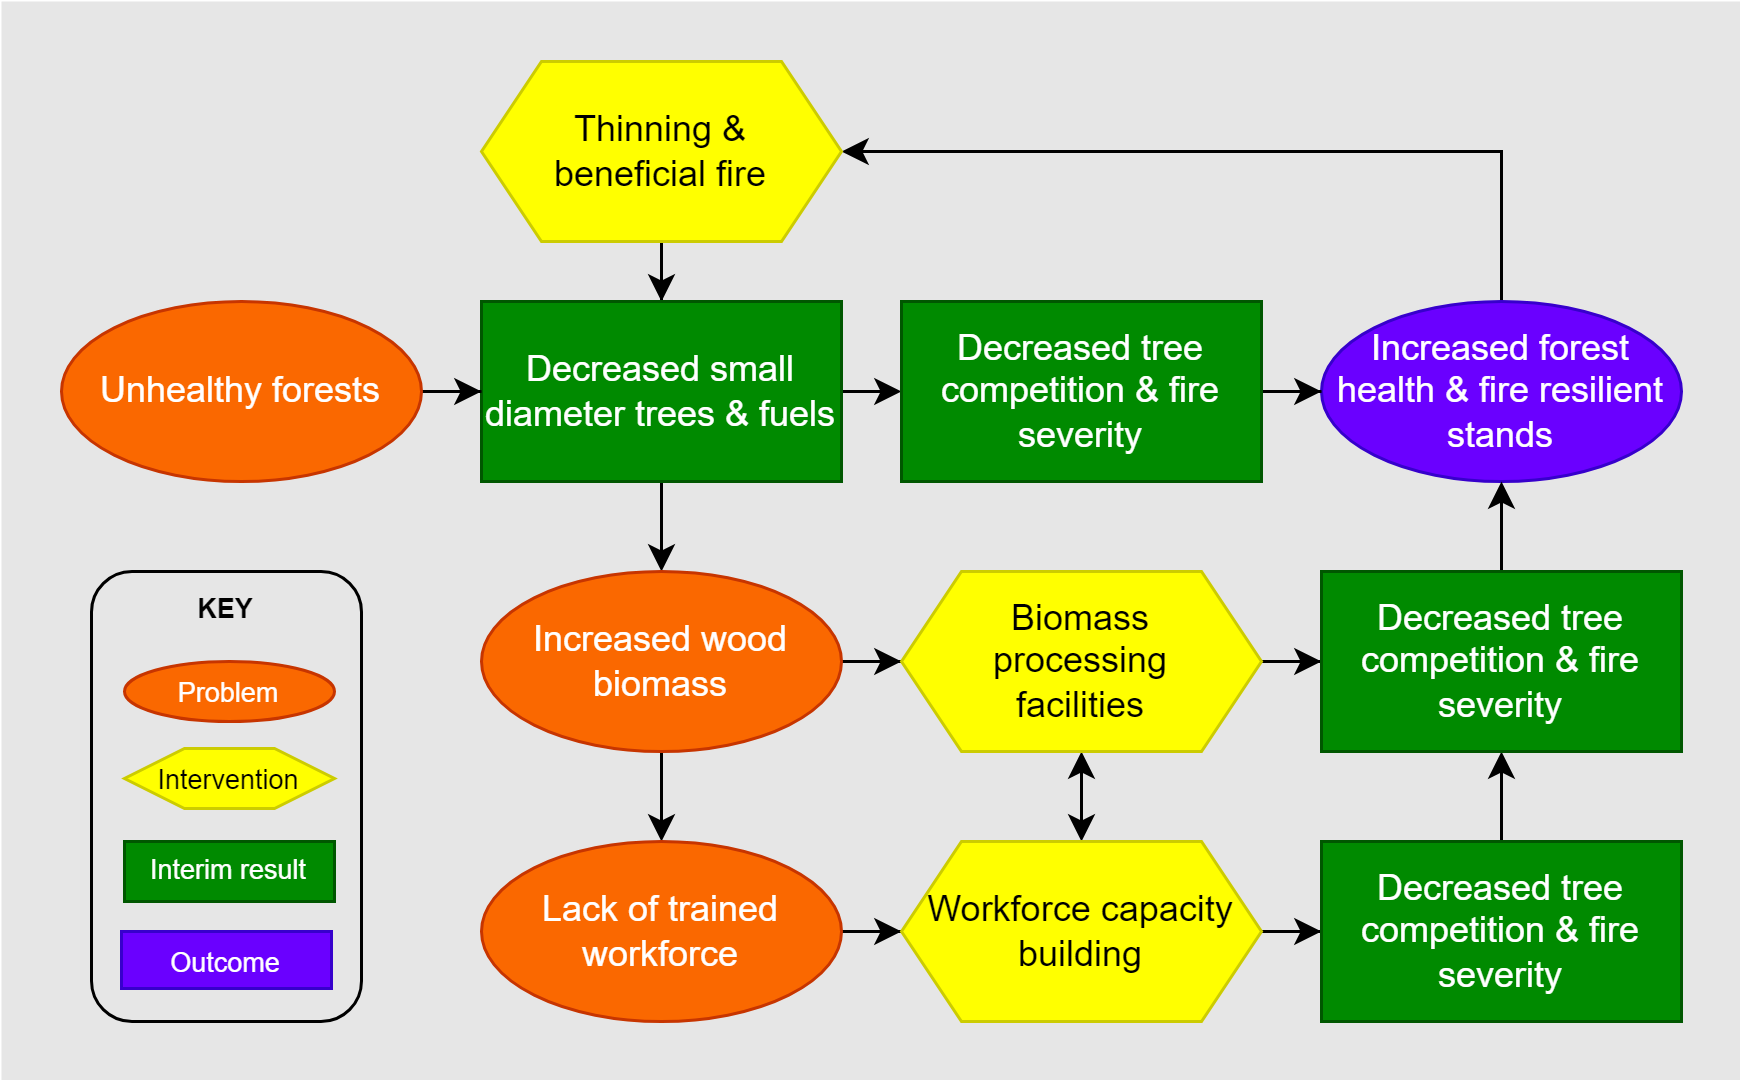 Thinning &
beneficial fire
Unhealthy forests
Decreased small
diameter trees & fuels
Decreased tree
competition & fire
severity
Increased forest
health & fire resilient
stands
KEY
Problem
Intervention
Interim result
Outcome
Increased wood
biomass
Biomass
processing
facilities
Decreased tree
competition & fire
severity
Lack of trained
workforce
Workforce capacity
building
Decreased tree
competition & fire
severity